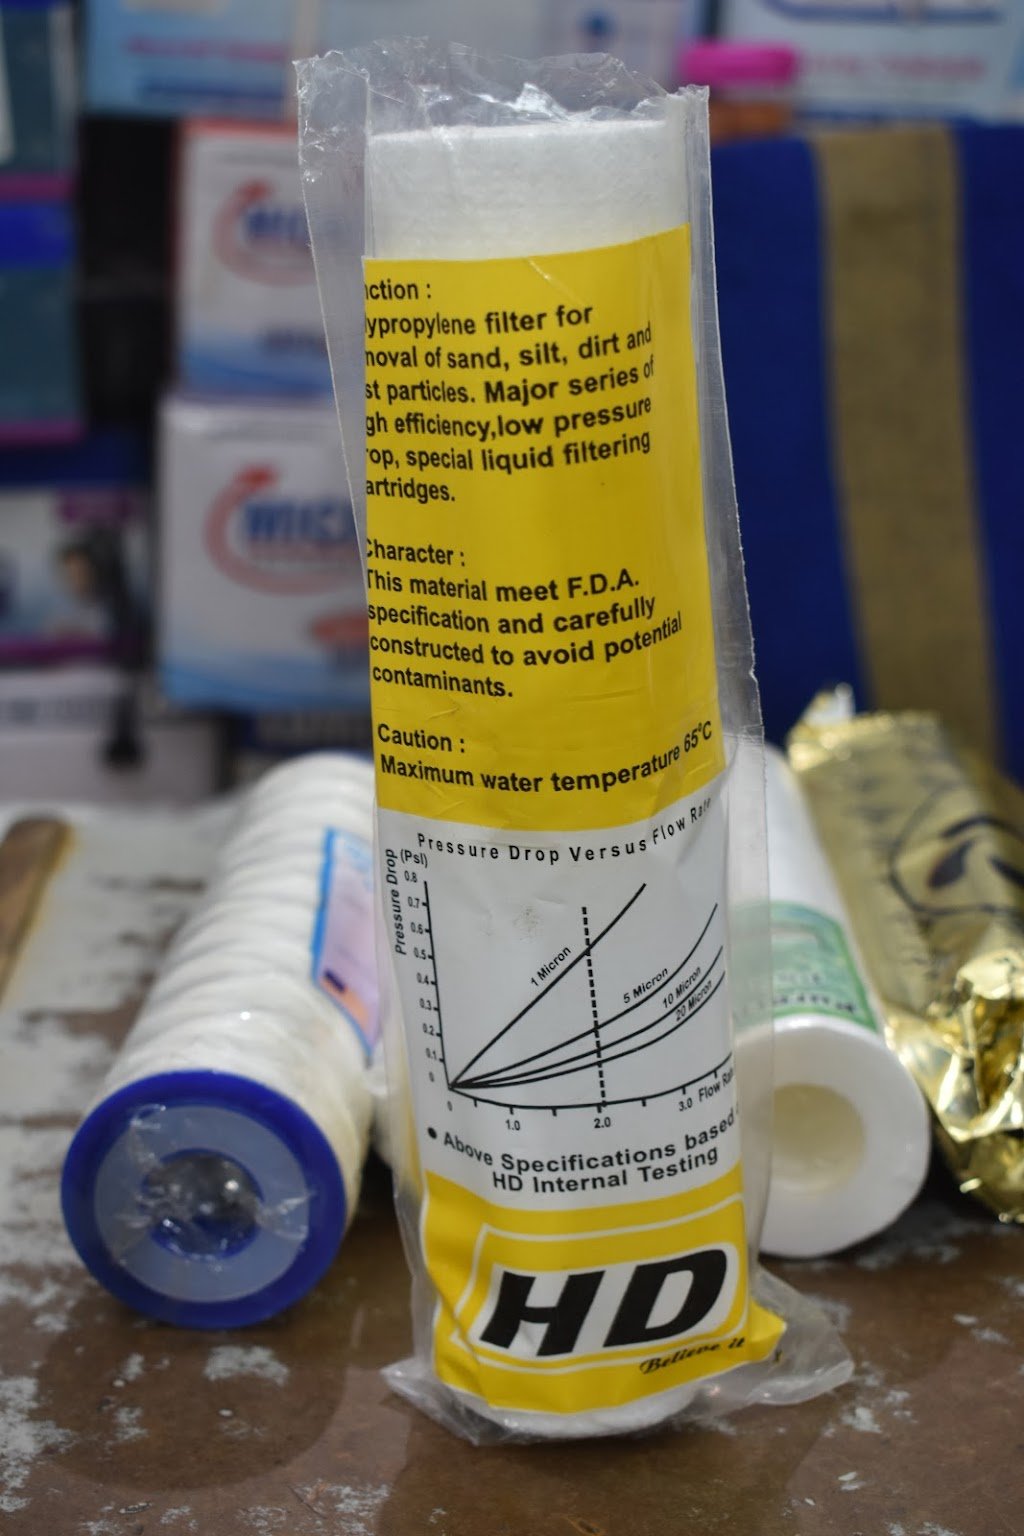 nction :
lypropylene filter for
moval of sand, silt, dirt and
st particles. Major series of
gh efficiency,low pressure
rop, special liquid filtering
artridges.
Character :
This material meet F.D.A.
specification and carefully
constructed to avoid potential
contaminants.
Caution :
Maximum water temperature 65°C
Pressure Drop Versus Flow Rate
(Psi)
Pressure Drop
0.8
0.7
0.6
0.5
0.4
0.3
0.2
0.1
0
1 Micron
5 Micron
10 Micron
20 Micron
0
1.0
2.0
3.0 Flow Rate
• Above Specifications based
HD Internal Testing
HD
Believe it